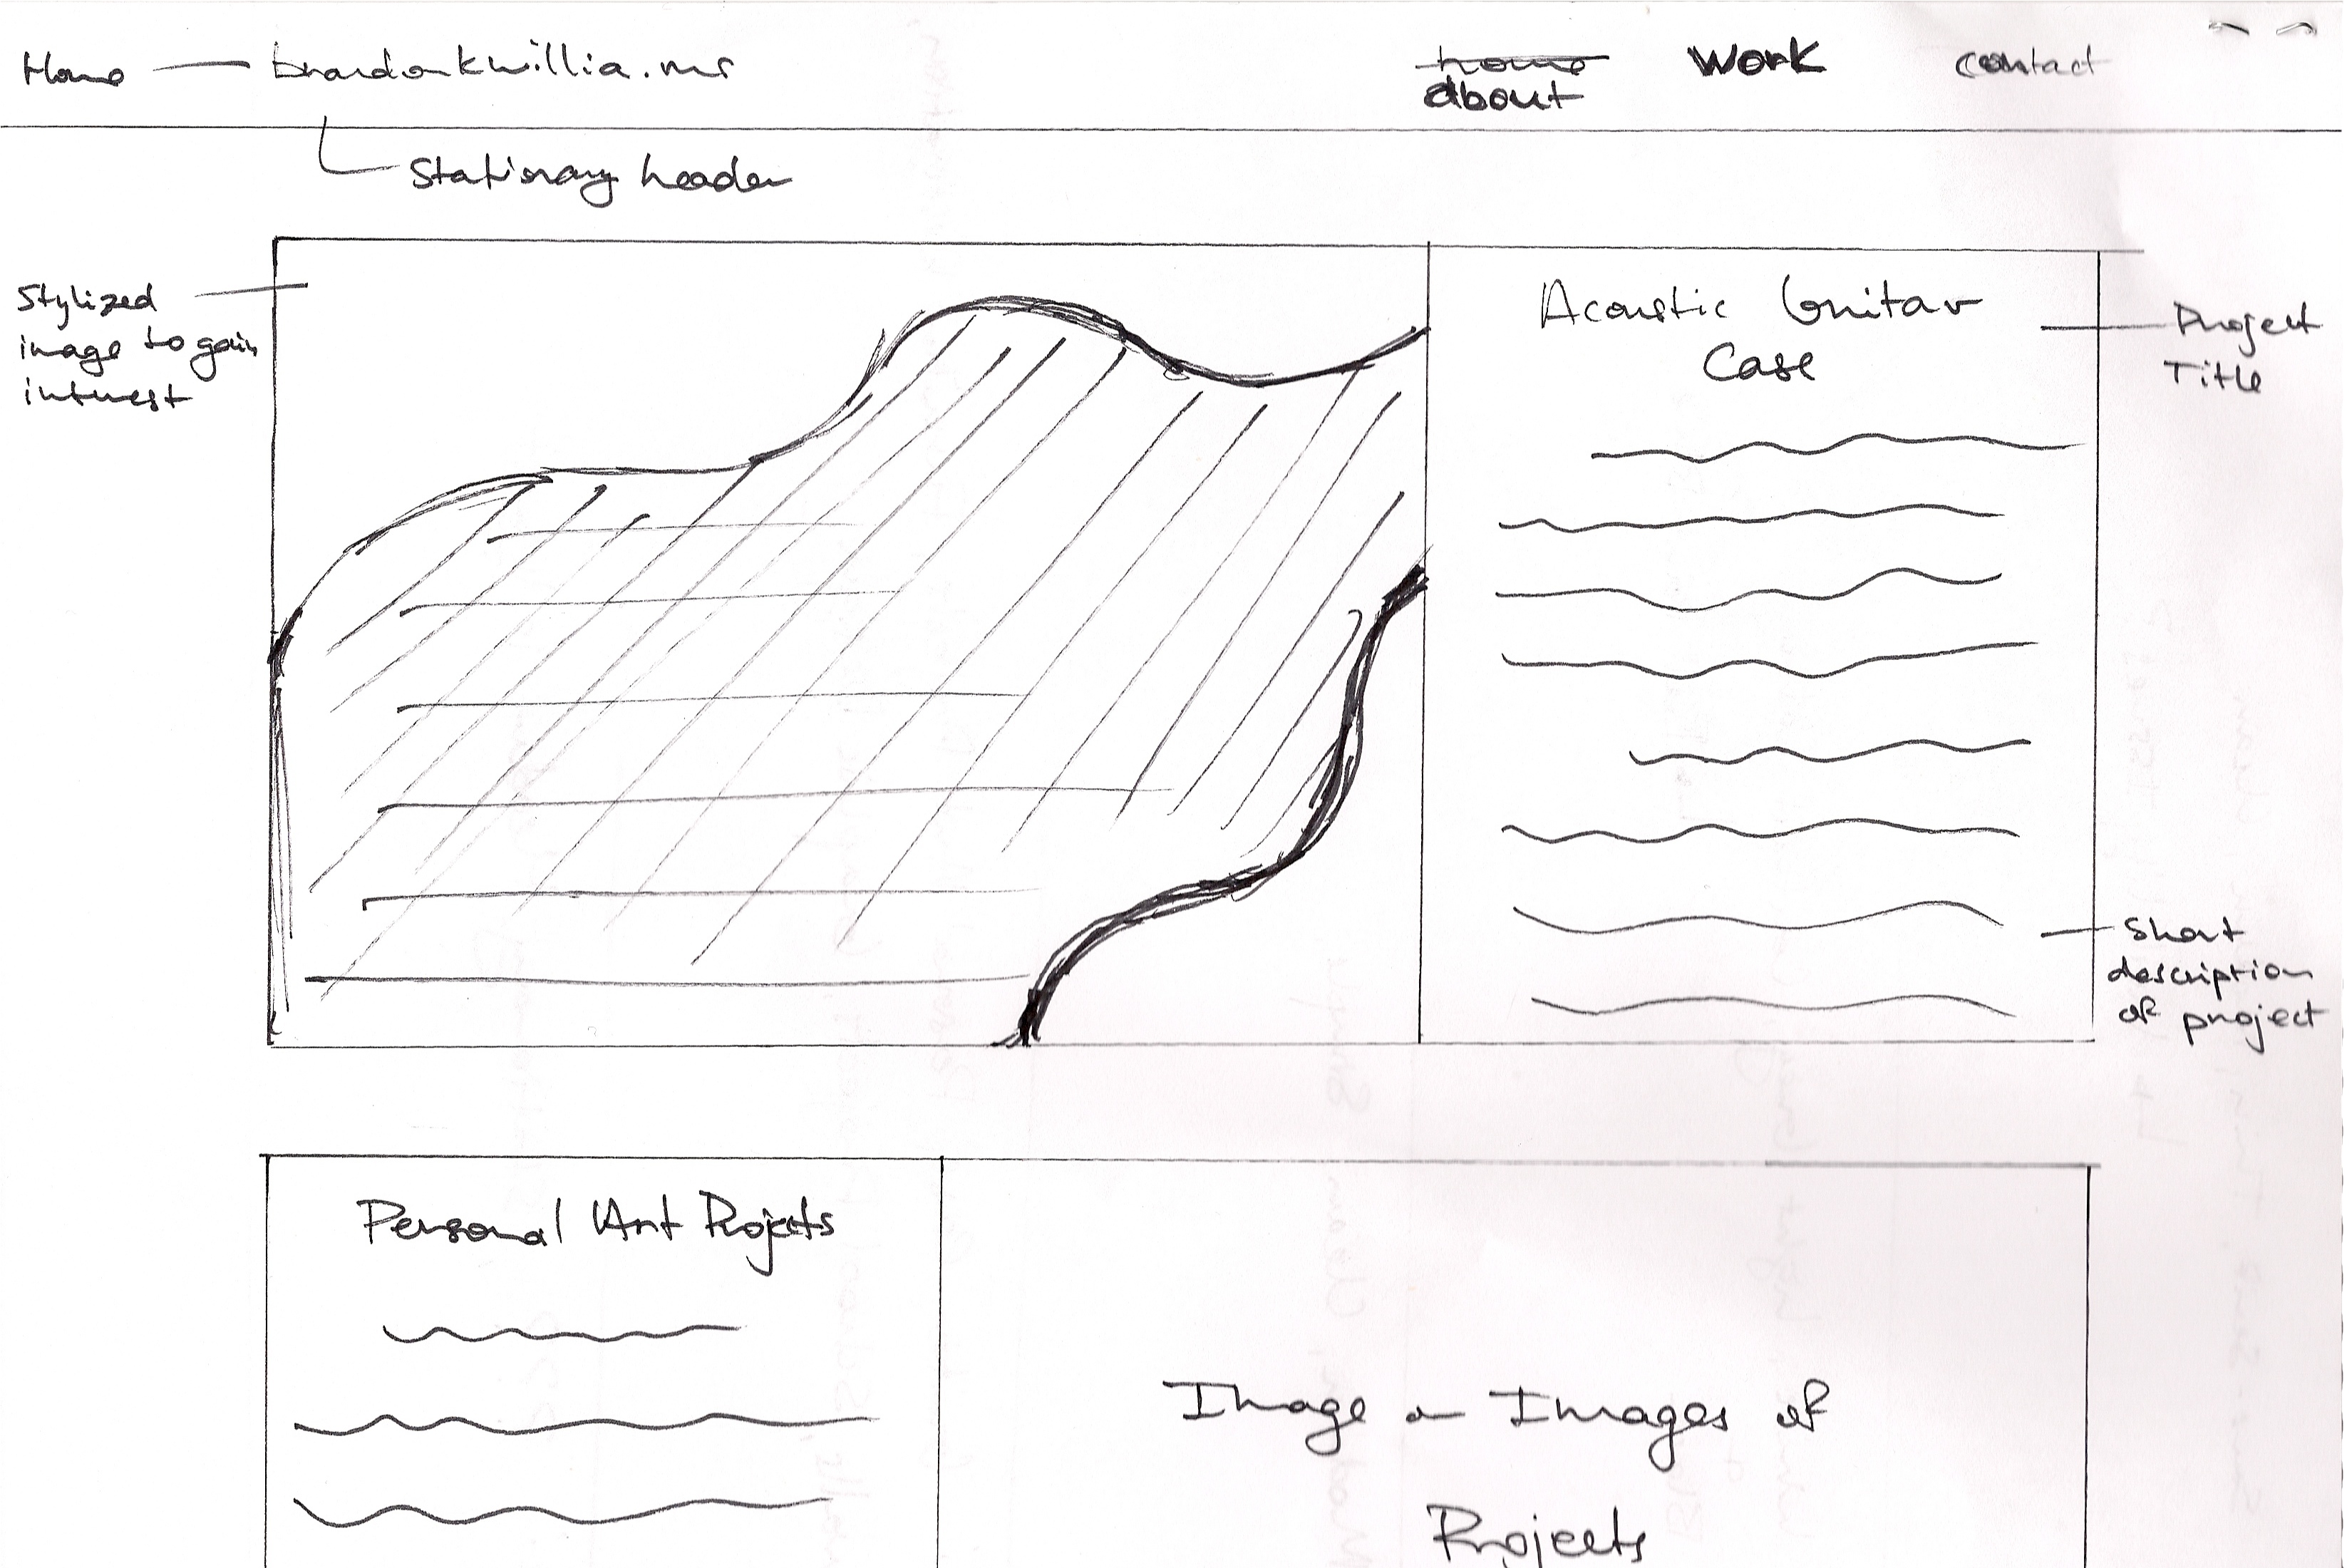 Home — brandonkwillia.ms
home
about
work
contact
Stationary header
Stylized
image to gain
interest
Acoustic Guitar
Case
Project
Title
Short
description
of project
Personal Art Projects
Image or Images of
Projects